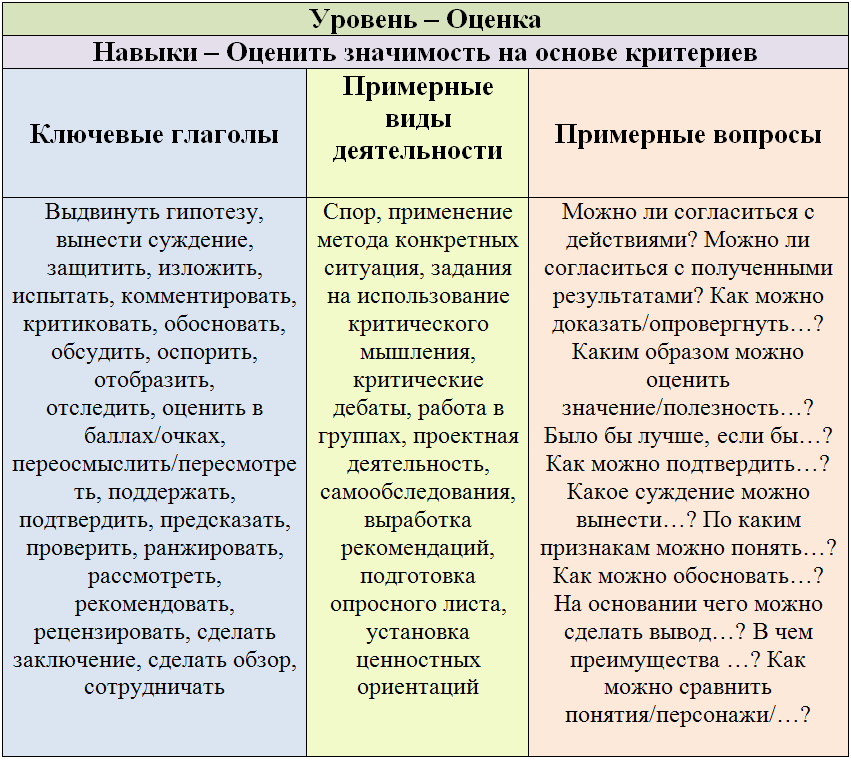 Уровень – Оценка
Навыки – Оценить значимость на основе критериев
Ключевые глаголы
Примерные
виды
деятельности
Примерные вопросы
Выдвинуть гипотезу,
вынести суждение,
защитить, изложить,
испытать, комментировать,
критиковать, обосновать,
обсудить, оспорить,
отобразить,
отследить, оценить в
баллах/очках,
переосмыслить/пересмотре
ть, поддержать,
подтвердить, предсказать,
проверить, ранжировать,
рассмотреть,
рекомендовать,
рецензировать, сделать
заключение, сделать обзор,
сотрудничать
Спор, применение
метода конкретных
ситуация, задания
на использование
критического
мышления,
критические
дебаты, работа в
группах, проектная
деятельность,
самообследования,
выработка
рекомендаций,
подготовка
опросного листа,
установка
ценностных
ориентаций
Можно ли согласиться с
действиями? Можно ли
согласиться с полученными
результатами? Как можно
доказать/опровергнуть…?
Каким образом можно
оценить
значение/полезность…?
Было бы лучше, если бы…?
Как можно подтвердить…?
Какое суждение можно
вынести…? По каким
признакам можно понять…?
Как можно обосновать…?
На основании чего можно
сделать вывод…? В чем
преимущества …? Как
можно сравнить
понятия/персонажи/…?